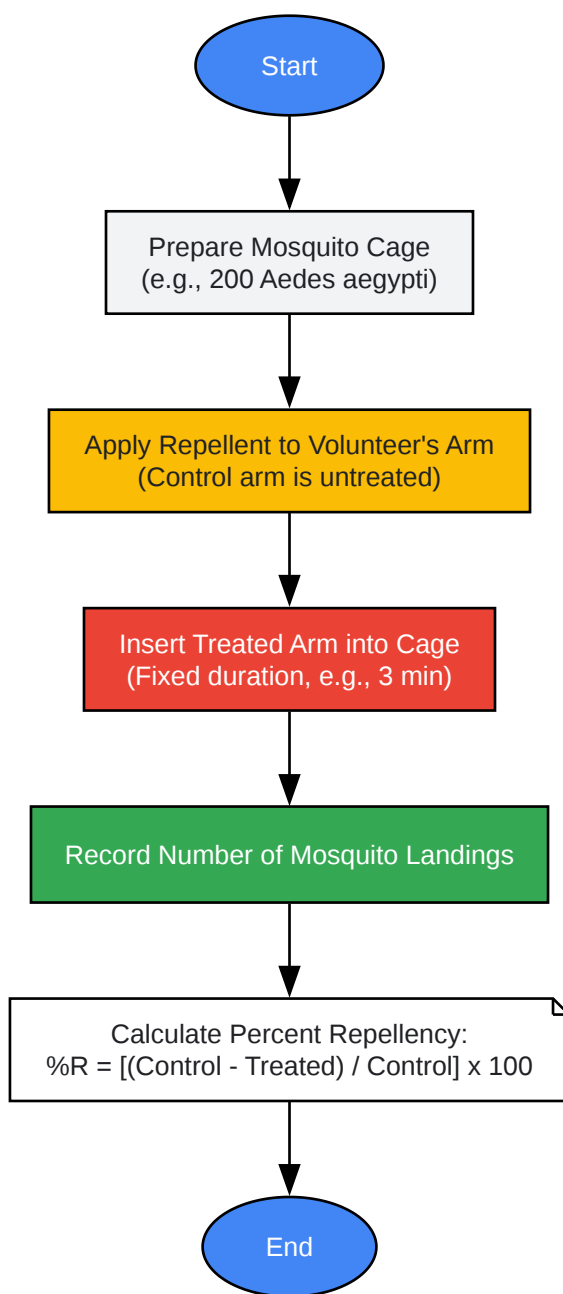 Start
Prepare Mosquito Cage
(e.g., 200 Aedes aegypti)
Apply Repellent to Volunteer's Arm
(Control arm is untreated)
Insert Treated Arm into Cage
(Fixed duration, e.g., 3 min)
Record Number of Mosquito Landings
Calculate Percent Repellency:
%R = [(Control - Treated) / Control] x 100
End